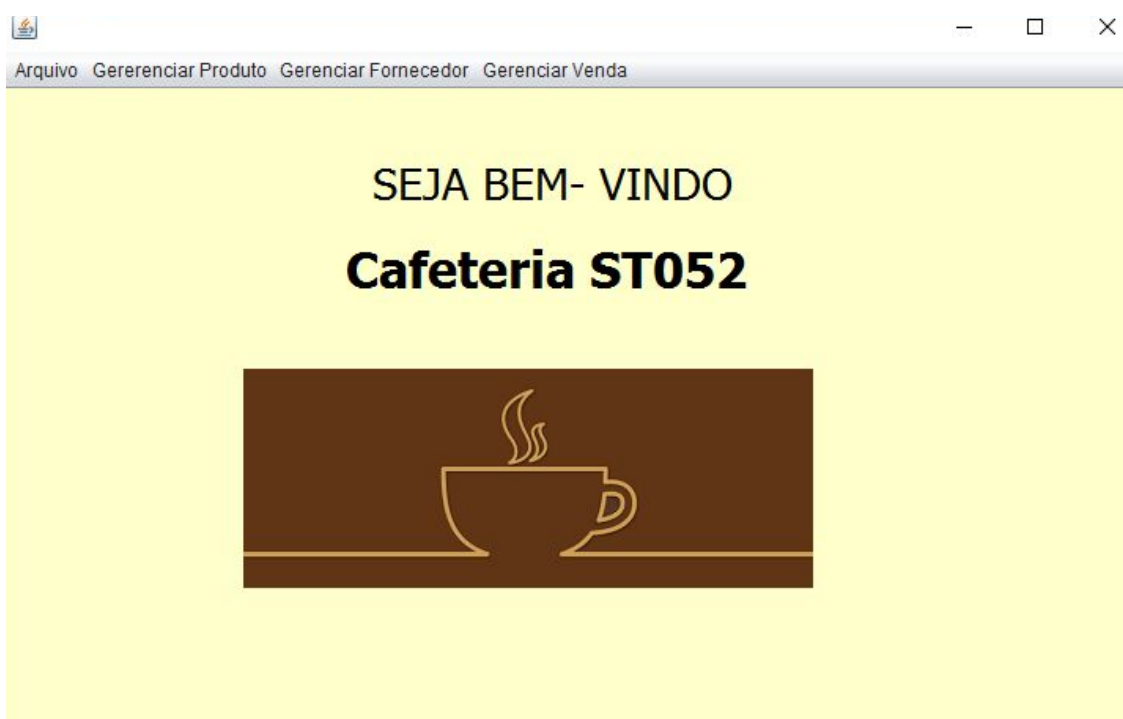 Arquivo Gererenciar Produto Gerenciar Fornecedor Gerenciar Venda
SEJA BEM- VINDO
Cafeteria ST052